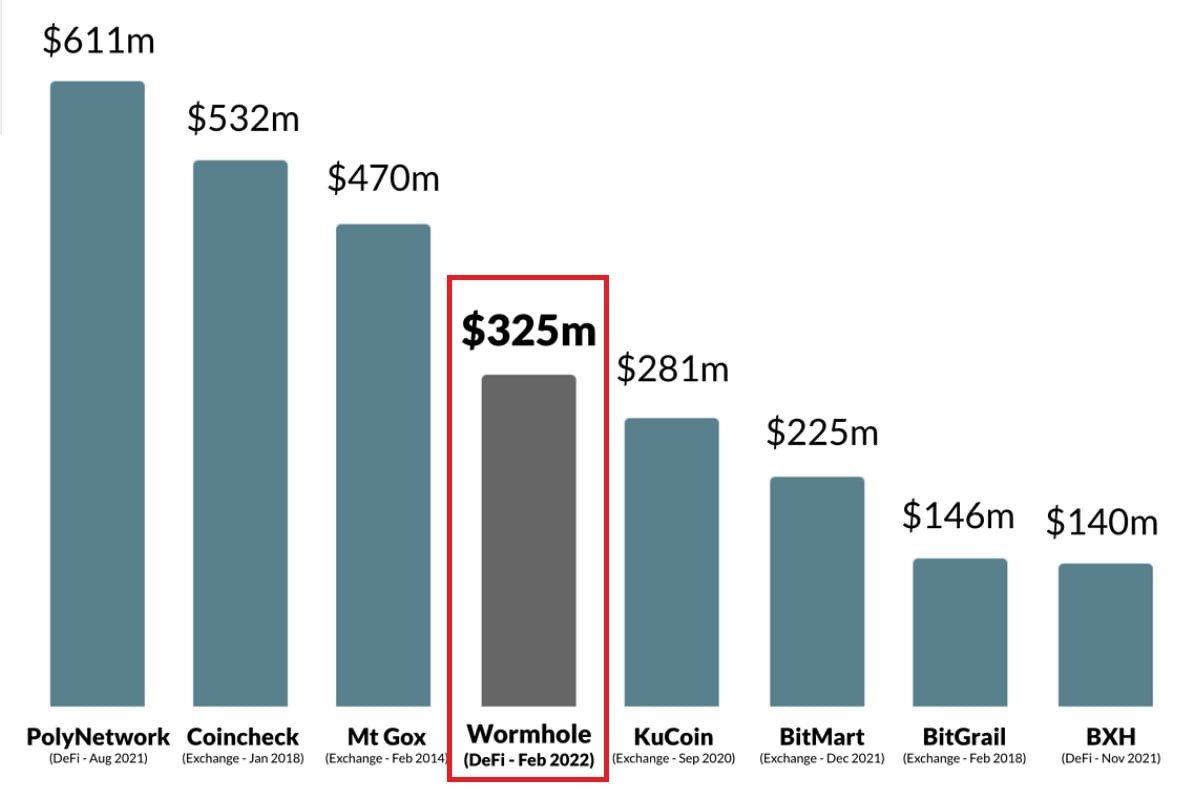 $611m
$532m
$470m
$325m
$281m
$225m
$146m
$140m
PolyNetwork
(DeFi - Aug 2021)
Coincheck
(Exchange - Jan 2018)
Mt Gox
(Exchange - Feb 2014)
Wormhole
(DeFi - Feb 2022)
KuCoin
(Exchange - Sep 2020)
BitMart
(Exchange - Dec 2021)
BitGrail
(Exchange - Feb 2018)
BXH
(DeFi - Nov 2021)